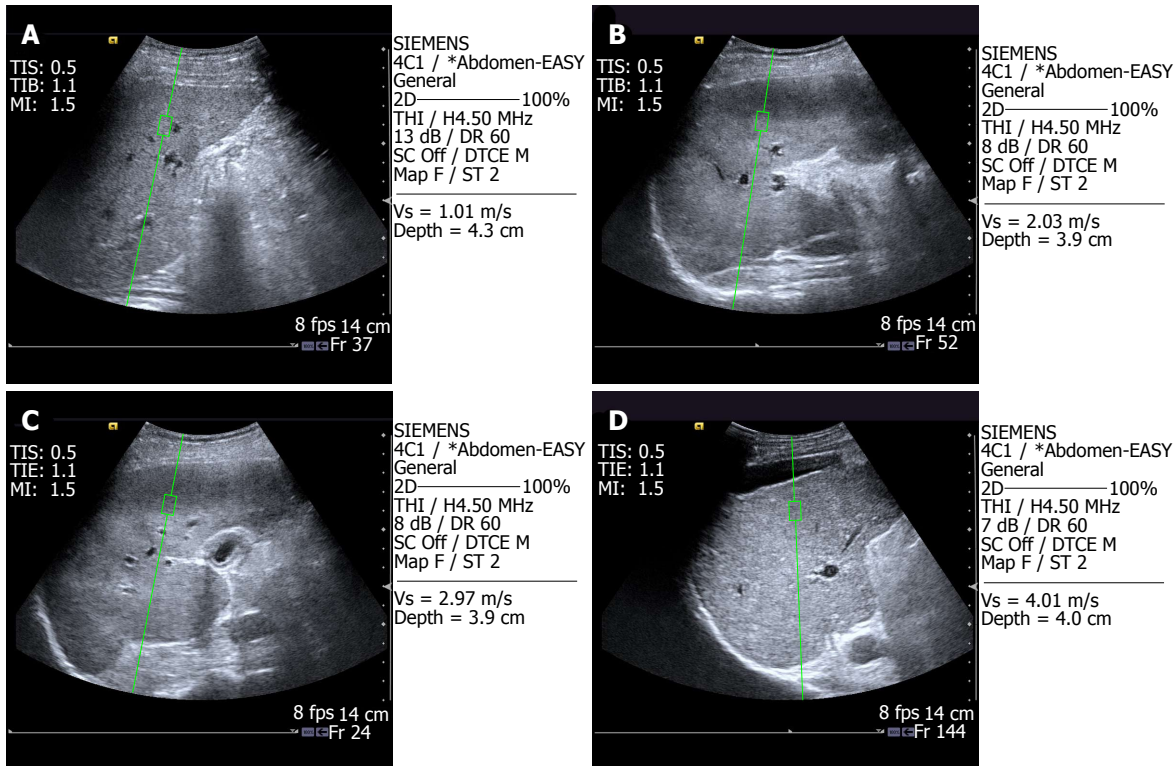 A
TIS: 0.5
TIB: 1.1
MI: 1.5
SIEMENS
4C1 / *Abdomen-EASY
General
2D 100%
THI / H4.50 MHz
13 dB / DR 60
SC Off / DTCE M
Map F / ST 2
Vs = 1.01 m/s
Depth = 4.3 cm
8 fps 14 cm
Fr 37
B
TIS: 0.5
TIB: 1.1
MI: 1.5
SIEMENS
4C1 / *Abdomen-EASY
General
2D 100%
THI / H4.50 MHz
8 dB / DR 60
SC Off / DTCE M
Map F / ST 2
Vs = 2.03 m/s
Depth = 3.9 cm
8 fps 14 cm
Fr 52
C
TIS: 0.5
TIE: 1.1
MI: 1.5
SIEMENS
4C1 / *Abdomen-EASY
General
2D 100%
THI / H4.50 MHz
8 dB / DR 60
SC Off / DTCE M
Map F / ST 2
Vs = 2.97 m/s
Depth = 3.9 cm
8 fps 14 cm
Fr 24
D
TIS: 0.5
TIE: 1.1
MI: 1.5
SIEMENS
4C1 / *Abdomen-EASY
General
2D 100%
THI / H4.50 MHz
7 dB / DR 60
SC Off / DTCE M
Map F / ST 2
Vs = 4.01 m/s
Depth = 4.0 cm
8 fps 14 cm
Fr 144